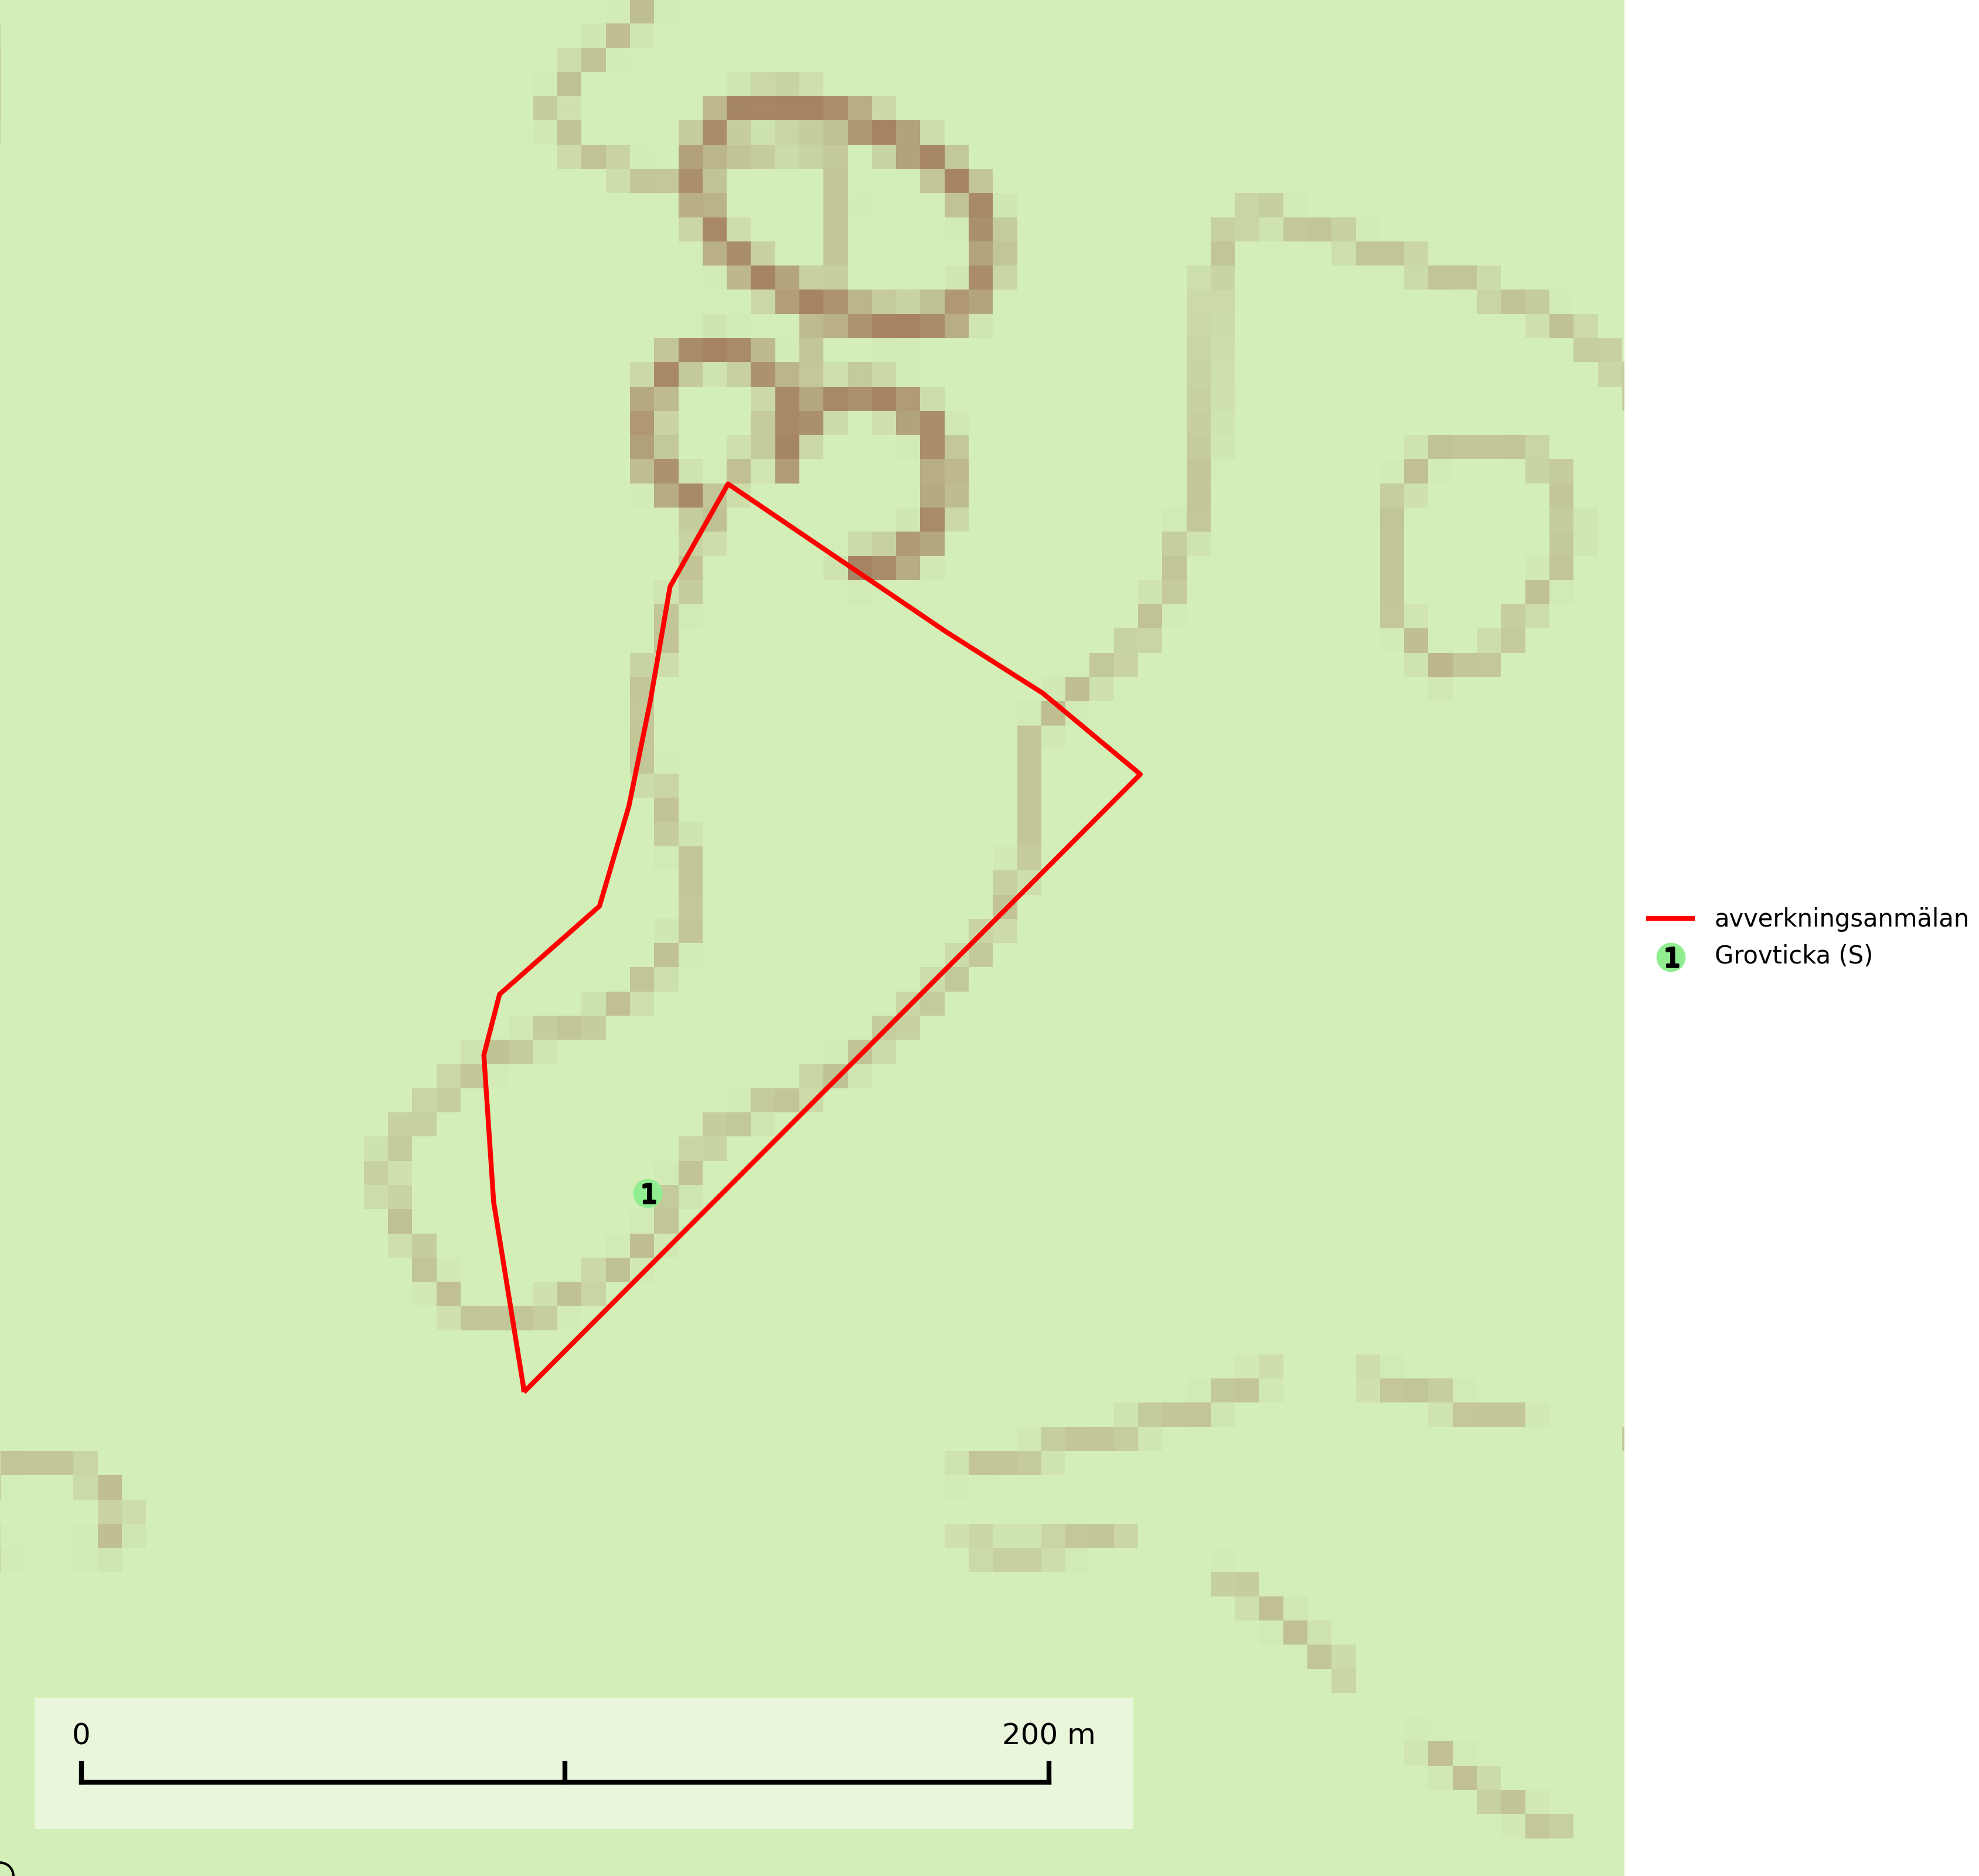 avverkningsanmälan
1 Grovticka (S)
1
0 200 m